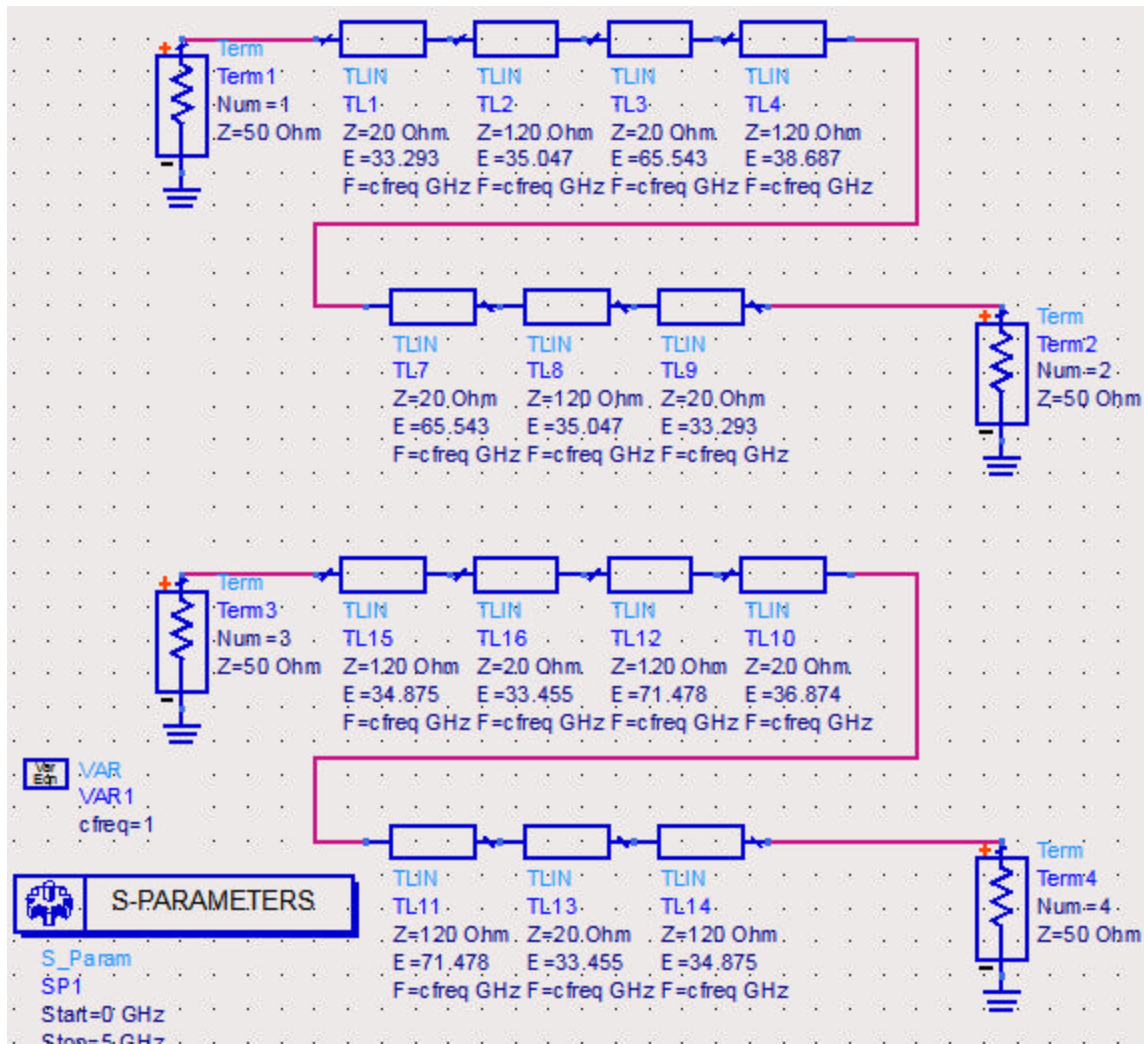 Term
Term1
Num=1
Z=50 Ohm
TLIN TLIN TLIN TLIN
TL1 TL2 TL3 TL4
Z=20 Ohm Z=120 Ohm Z=20 Ohm Z=120 Ohm
E=33.293 E=35.047 E=65.543 E=38.687
F=cfreq GHz F=cfreq GHz F=cfreq GHz F=cfreq GHz
TLIN TLIN TLIN
TL7 TL8 TL9
Z=20 Ohm Z=120 Ohm Z=20 Ohm
E=65.543 E=35.047 E=33.293
F=cfreq GHz F=cfreq GHz F=cfreq GHz
Term
Term2
Num=2
Z=50 Ohm
Term
Term3
Num=3
Z=50 Ohm
TLIN TLIN TLIN TLIN
TL15 TL16 TL12 TL10
Z=120 Ohm Z=20 Ohm Z=120 Ohm Z=20 Ohm
E=34.875 E=33.455 E=71.478 E=36.874
F=cfreq GHz F=cfreq GHz F=cfreq GHz F=cfreq GHz
Var
Eqn
VAR
VAR1
cfreq=1
TLIN TLIN TLIN
TL11 TL13 TL14
Z=120 Ohm Z=20 Ohm Z=120 Ohm
E=71.478 E=33.455 E=34.875
F=cfreq GHz F=cfreq GHz F=cfreq GHz
Term
Term4
Num=4
Z=50 Ohm
S-PARAMETERS
S_Param
SP1
Start=0 GHz
Stop=5 GHz